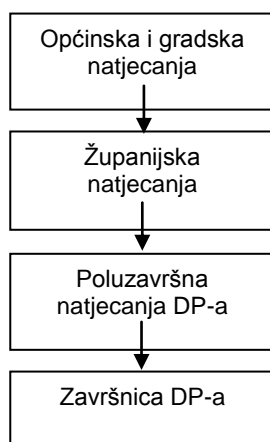 Općinska i gradska
natjecanja
Županijska
natjecanja
Poluzavršna
natjecanja DP-a
Završnica DP-a